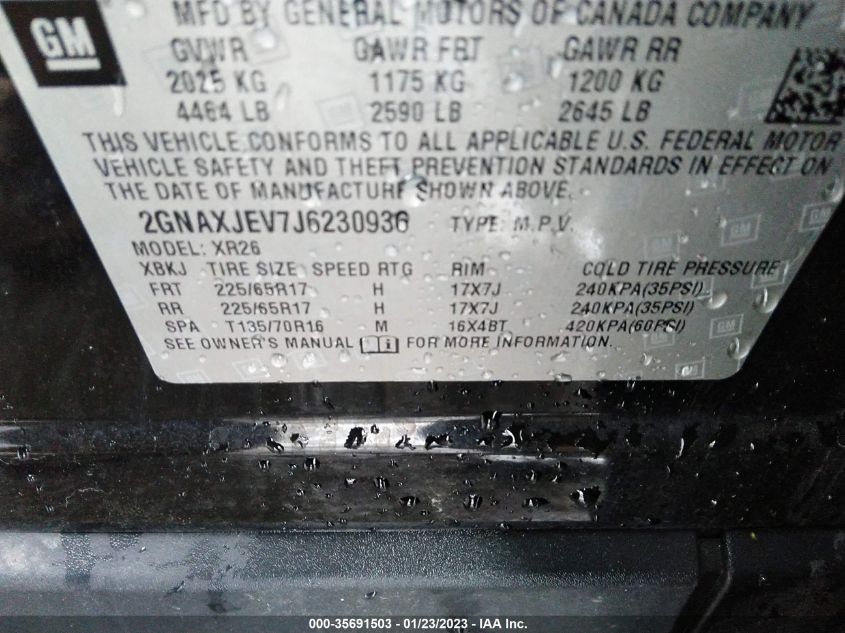 GM
MFD BY GENERAL MOTORS OF CANADA COMPANY
GVWR GAWR FRT GAWR RR
2025 KG 1175 KG 1200 KG
4464 LB 2590 LB 2645 LB
THIS VEHICLE CONFORMS TO ALL APPLICABLE U.S. FEDERAL MOTOR
VEHICLE SAFETY AND THEFT PREVENTION STANDARDS IN EFFECT ON
THE DATE OF MANUFACTURE SHOWN ABOVE.
2GNAXJEV7J6230936 TYPE: M.P.V.
MODEL: XR26
XBKJ TIRE SIZE SPEED RTG RIM COLD TIRE PRESSURE
FRT 225/65R17 H 17X7J 240KPA(35PSI)
RR 225/65R17 H 17X7J 240KPA(35PSI)
SPA T135/70R16 M 16X4BT 420KPA(60PSI)
SEE OWNER'S MANUAL i FOR MORE INFORMATION.
000-35691503 - 01/23/2023 - IAA Inc.